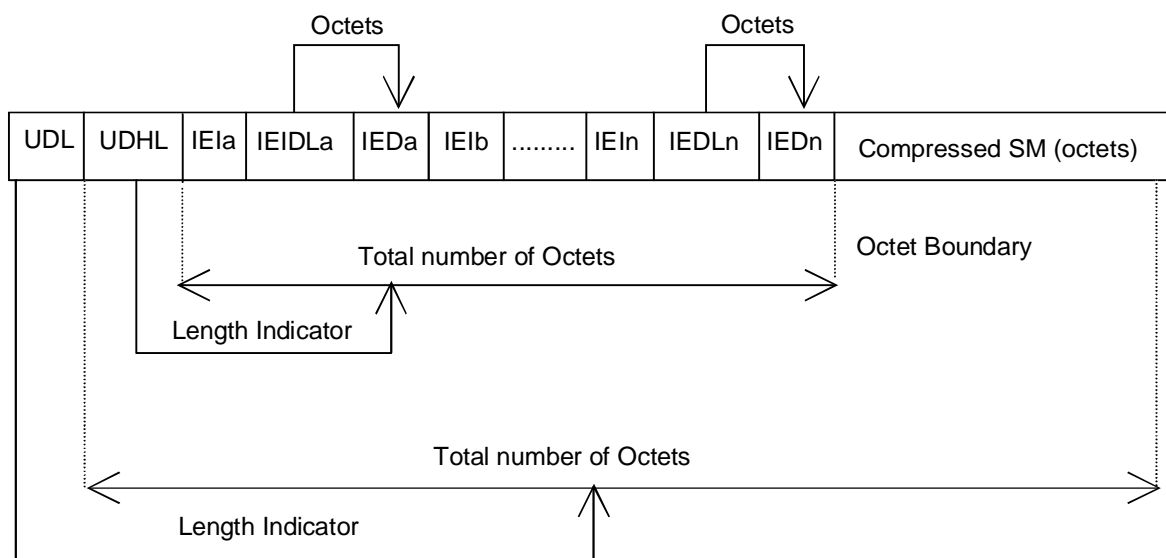 Octets
Octets
UDL UDHL IEIa IEIDLa IEDa IEIb ......... IEIn IEDLn IEDn Compressed SM (octets)
Total number of Octets
Octet Boundary
Length Indicator
Total number of Octets
Length Indicator